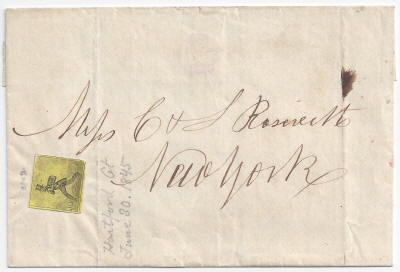 Mess C & S Rosevelt
New York
Hartford, Ct
June 30. 1845